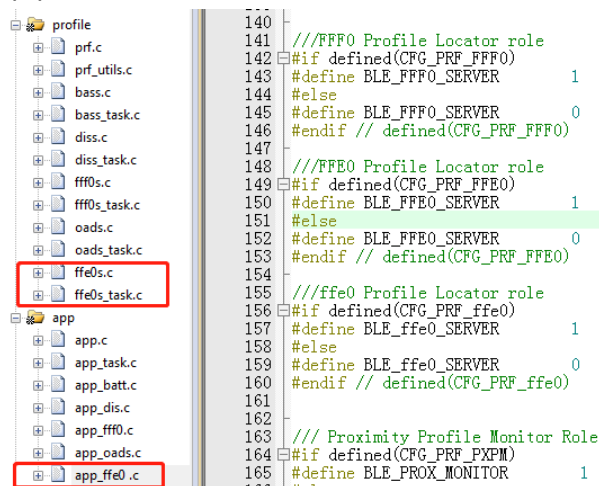 profile
prf.c
prf_utils.c
bass.c
bass_task.c
diss.c
diss_task.c
fff0s.c
fff0s_task.c
oads.c
oads_task.c
ffe0s.c
ffe0s_task.c
app
app.c
app_task.c
app_batt.c
app_dis.c
app_fff0.c
app_oads.c
app_ffe0 .c
140
141 ///FFF0 Profile Locator role
142 #if defined(CFG_PRF_FFF0)
143 #define BLE_FFF0_SERVER 1
144 #else
145 #define BLE_FFF0_SERVER 0
146 #endif // defined(CFG_PRF_FFF0)
147
148 ///FFE0 Profile Locator role
149 #if defined(CFG_PRF_FFE0)
150 #define BLE_FFE0_SERVER 1
151 #else
152 #define BLE_FFE0_SERVER 0
153 #endif // defined(CFG_PRF_FFE0)
154
155 ///ffe0 Profile Locator role
156 #if defined(CFG_PRF_ffe0)
157 #define BLE_ffe0_SERVER 1
158 #else
159 #define BLE_ffe0_SERVER 0
160 #endif // defined(CFG_PRF_ffe0)
161
162
163 /// Proximity Profile Monitor Role
164 #if defined(CFG_PRF_PXPM)
165 #define BLE_PROX_MONITOR 1